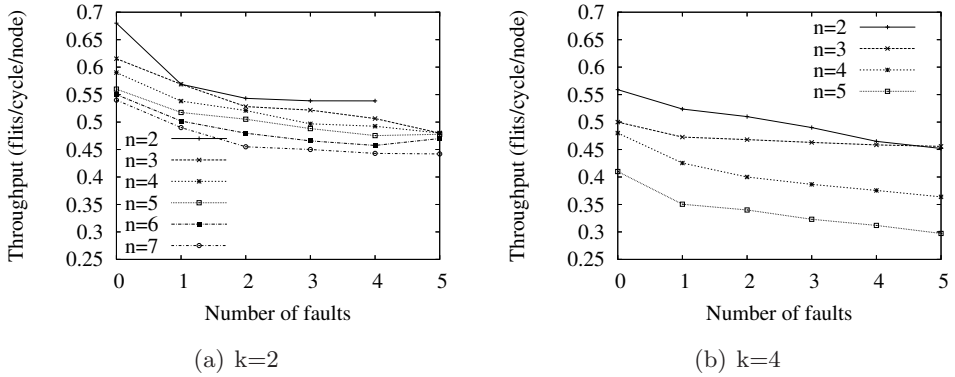 Throughput (flits/cycle/node)
0.7
0.65
0.6
0.55
0.5
0.45
0.4
0.35
0.3
0.25
n=2
n=3
n=4
n=5
n=6
n=7
0 1 2 3 4 5
Number of faults
(a) k=2
Throughput (flits/cycle/node)
0.7
0.65
0.6
0.55
0.5
0.45
0.4
0.35
0.3
0.25
n=2
n=3
n=4
n=5
0 1 2 3 4 5
Number of faults
(b) k=4